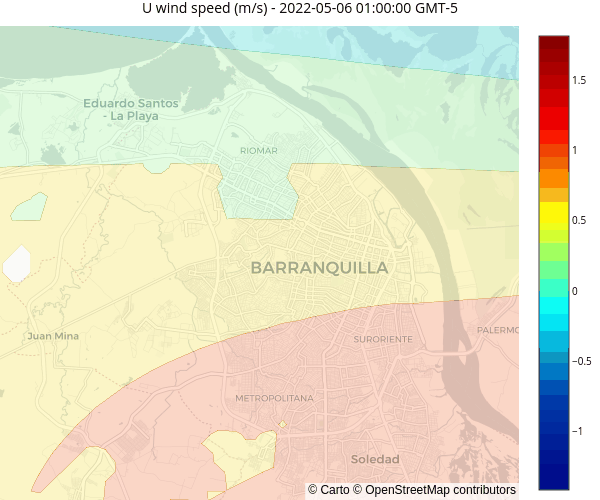 U wind speed (m/s) - 2022-05-06 01:00:00 GMT-5
Eduardo Santos
- La Playa
RIOMAR
BARRANQUILLA
Juan Mina
SURORIENTE
PALERMO
METROPOLITANA
Soledad
© Carto © OpenStreetMap contributors
1.5
1
0.5
0
−0.5
−1